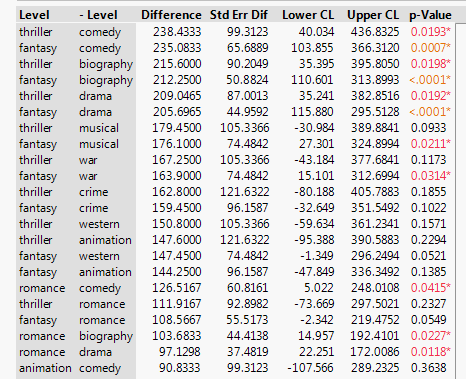 Level - Level Difference Std Err Dif Lower CL Upper CL p-Value
thriller comedy 238.4333 99.3123 40.034 436.8325 0.0193*
fantasy comedy 235.0833 65.6889 103.855 366.3120 0.0007*
thriller biography 215.6000 90.2049 35.395 395.8050 0.0198*
fantasy biography 212.2500 50.8824 110.601 313.8993 <.0001*
thriller drama 209.0465 87.0013 35.241 382.8516 0.0192*
fantasy drama 205.6965 44.9592 115.880 295.5128 <.0001*
thriller musical 179.4500 105.3366 -30.984 389.8841 0.0933
fantasy musical 176.1000 74.4842 27.301 324.8994 0.0211*
thriller war 167.2500 105.3366 -43.184 377.6841 0.1173
fantasy war 163.9000 74.4842 15.101 312.6994 0.0314*
thriller crime 162.8000 121.6322 -80.188 405.7883 0.1855
fantasy crime 159.4500 96.1587 -32.649 351.5492 0.1022
thriller western 150.8000 105.3366 -59.634 361.2341 0.1571
thriller animation 147.6000 121.6322 -95.388 390.5883 0.2294
fantasy western 147.4500 74.4842 -1.349 296.2494 0.0521
fantasy animation 144.2500 96.1587 -47.849 336.3492 0.1385
romance comedy 126.5167 60.8161 5.022 248.0108 0.0415*
thriller romance 111.9167 92.8982 -73.669 297.5021 0.2327
fantasy romance 108.5667 55.5173 -2.342 219.4752 0.0549
romance biography 103.6833 44.4138 14.957 192.4101 0.0227*
romance drama 97.1298 37.4819 22.251 172.0086 0.0118*
animation comedy 90.8333 99.3123 -107.566 289.2325 0.3638